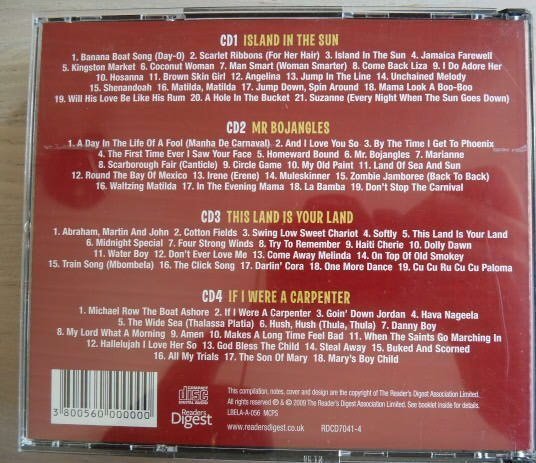 CD1 ISLAND IN THE SUN
1. Banana Boat Song (Day-O) 2. Scarlet Ribbons (For Her Hair) 3. Island In The Sun 4. Jamaica Farewell
5. Kingston Market 6. Coconut Woman 7. Man Smart (Woman Smarter) 8. Come Back Liza 9. I Do Adore Her
10. Hosanna 11. Brown Skin Girl 12. Angelina 13. Jump In The Line 14. Unchained Melody
15. Shenandoah 16. Matilda, Matilda 17. Jump Down, Spin Around 18. Mama Look A Boo-Boo
19. Will His Love Be Like His Rum 20. A Hole In The Bucket 21. Suzanne (Every Night When The Sun Goes Down)
CD2 MR BOJANGLES
1. A Day In The Life Of A Fool (Manha De Carnaval) 2. And I Love You So 3. By The Time I Get To Phoenix
4. The First Time Ever I Saw Your Face 5. Homeward Bound 6. Mr. Bojangles 7. Marianne
8. Scarborough Fair (Canticle) 9. Circle Game 10. My Old Paint 11. Land Of Sea And Sun
12. Round The Bay Of Mexico 13. Irene (Erene) 14. Muleskinner 15. Zombie Jamboree (Back To Back)
16. Waltzing Matilda 17. In The Evening Mama 18. La Bamba 19. Don't Stop The Carnival
CD3 THIS LAND IS YOUR LAND
1. Abraham, Martin And John 2. Cotton Fields 3. Swing Low Sweet Chariot 4. Softly 5. This Land Is Your Land
6. Midnight Special 7. Four Strong Winds 8. Try To Remember 9. Haiti Cherie 10. Dolly Dawn
11. Water Boy 12. Don't Ever Love Me 13. Come Away Melinda 14. On Top Of Old Smokey
15. Train Song (Mbombela) 16. The Click Song 17. Darlin' Cora 18. One More Dance 19. Cu Cu Ru Cu Cu Paloma
CD4 IF I WERE A CARPENTER
1. Michael Row The Boat Ashore 2. If I Were A Carpenter 3. Goin' Down Jordan 4. Hava Nageela
5. The Wide Sea (Thalassa Platia) 6. Hush, Hush (Thula, Thula) 7. Danny Boy
8. My Lord What A Morning 9. Amen 10. Makes A Long Time Feel Bad 11. When The Saints Go Marching In
12. Hallelujah I Love Her So 13. God Bless The Child 14. Steal Away 15. Buked And Scorned
16. All My Trials 17. The Son Of Mary 18. Mary's Boy Child
3 800560 000000
COMPACT
disc
DIGITAL AUDIO
Readers
Digest
This compilation, notes, cover and design are the copyright of The Reader's Digest Association Limited.
All rights reserved ℗ & © 2009 The Reader's Digest Association Limited. See booklet inside for details.
LBELA-A-056 MCPS
www.readersdigest.co.uk RDCD7041-4